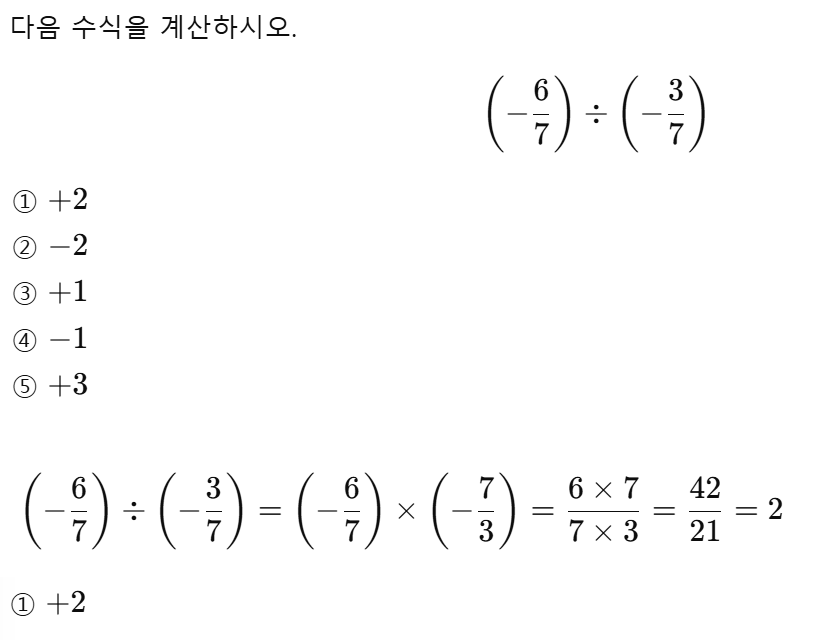 다음 수식을 계산하시오.
(−6/7) ÷ (−3/7)
① +2
② −2
③ +1
④ −1
⑤ +3
(−6/7) ÷ (−3/7) = (−6/7) × (−7/3) = (6 × 7)/(7 × 3) = 42/21 = 2
① +2